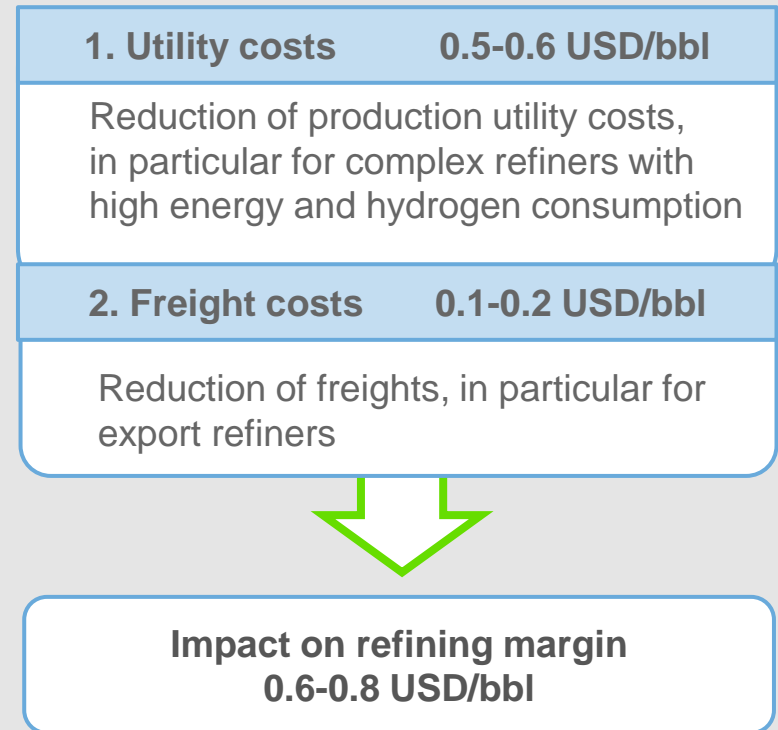 1. Utility costs 0.5-0.6 USD/bbl
Reduction of production utility costs,
in particular for complex refiners with
high energy and hydrogen consumption
2. Freight costs 0.1-0.2 USD/bbl
Reduction of freights, in particular for
export refiners
Impact on refining margin
0.6-0.8 USD/bbl